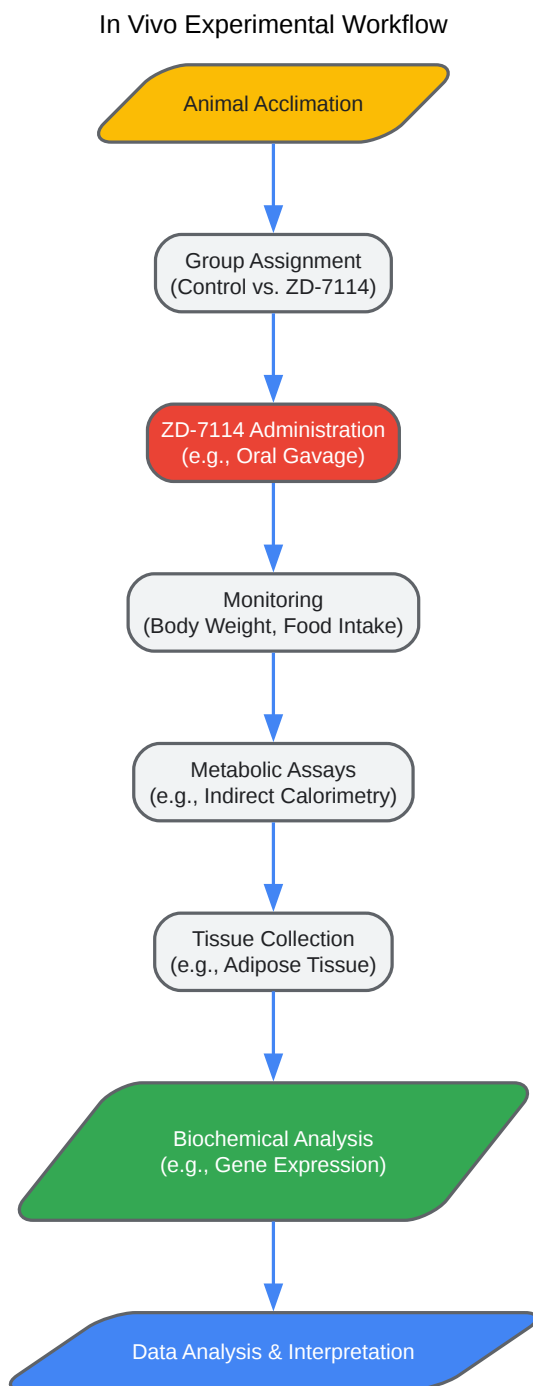 In Vivo Experimental Workflow
Animal Acclimation
Group Assignment
(Control vs. ZD-7114)
ZD-7114 Administration
(e.g., Oral Gavage)
Monitoring
(Body Weight, Food Intake)
Metabolic Assays
(e.g., Indirect Calorimetry)
Tissue Collection
(e.g., Adipose Tissue)
Biochemical Analysis
(e.g., Gene Expression)
Data Analysis & Interpretation